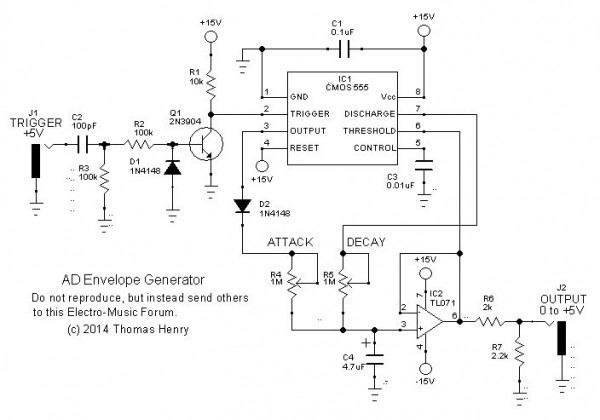 +15V
C1
0.1uF
+15V
R1
10k
IC1
CMOS 555
1
GND
Vcc
8
2
TRIGGER
DISCHARGE
7
3
OUTPUT
THRESHOLD
6
4
RESET
CONTROL
5
Q1
2N3904
J1
TRIGGER
+5V
C2
100pF
R2
100k
R3
100k
D1
1N4148
+15V
C3
0.01uF
D2
1N4148
ATTACK
DECAY
R4
1M
R5
1M
+15V
7
IC2
TL071
2
3
6
4
-15V
+
C4
4.7uF
R6
2k
R7
2.2k
J2
OUTPUT
0 to +5V
AD Envelope Generator
Do not reproduce, but instead send others
to this Electro-Music Forum.
(c) 2014 Thomas Henry